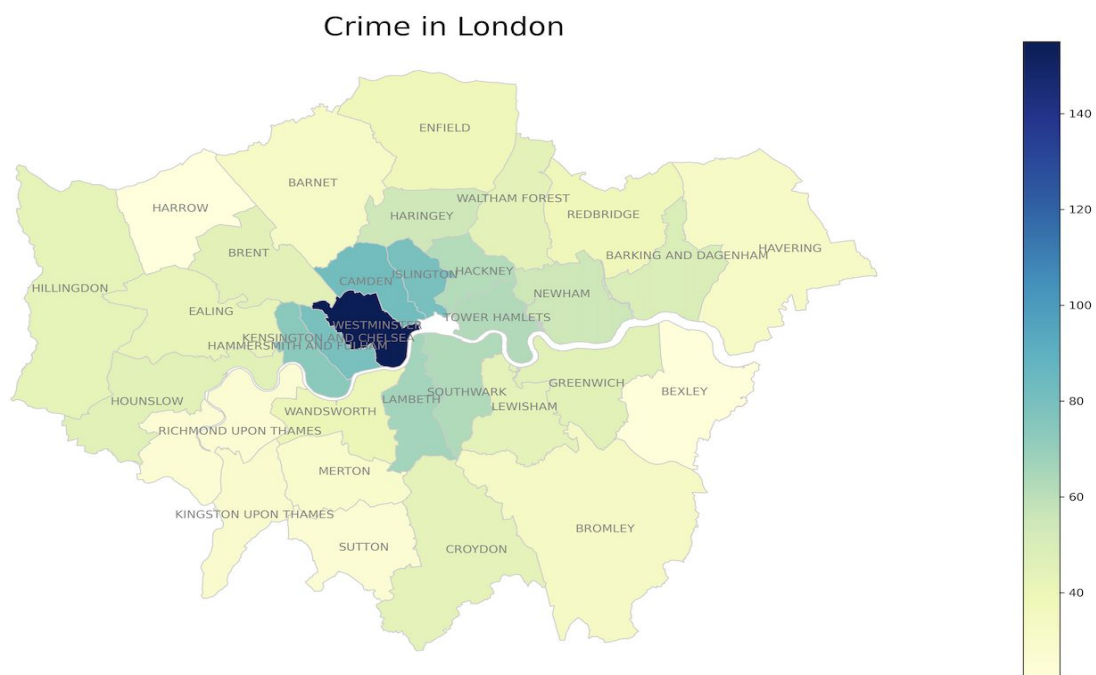 Crime in London
ENFIELD
BARNET
HARROW
WALTHAM FOREST
HARINGEY
REDBRIDGE
BRENT
HAVERING
BARKING AND DAGENHAM
ISLINGTON
HACKNEY
CAMDEN
HILLINGDON
NEWHAM
EALING
TOWER HAMLETS
WESTMINSTER
KENSINGTON AND CHELSEA
HAMMERSMITH AND FULHAM
GREENWICH
BEXLEY
SOUTHWARK
LAMBETH
HOUNSLOW
LEWISHAM
WANDSWORTH
RICHMOND UPON THAMES
MERTON
KINGSTON UPON THAMES
BROMLEY
SUTTON
CROYDON
140
120
100
80
60
40